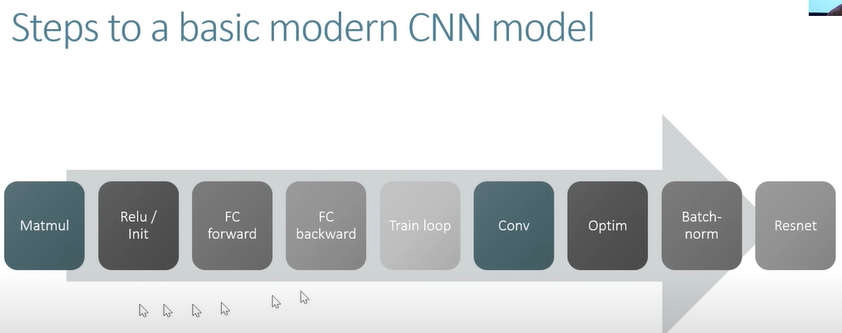 Steps to a basic modern CNN model
Matmul
Relu /
Init
FC
forward
FC
backward
Train loop
Conv
Optim
Batch-
norm
Resnet